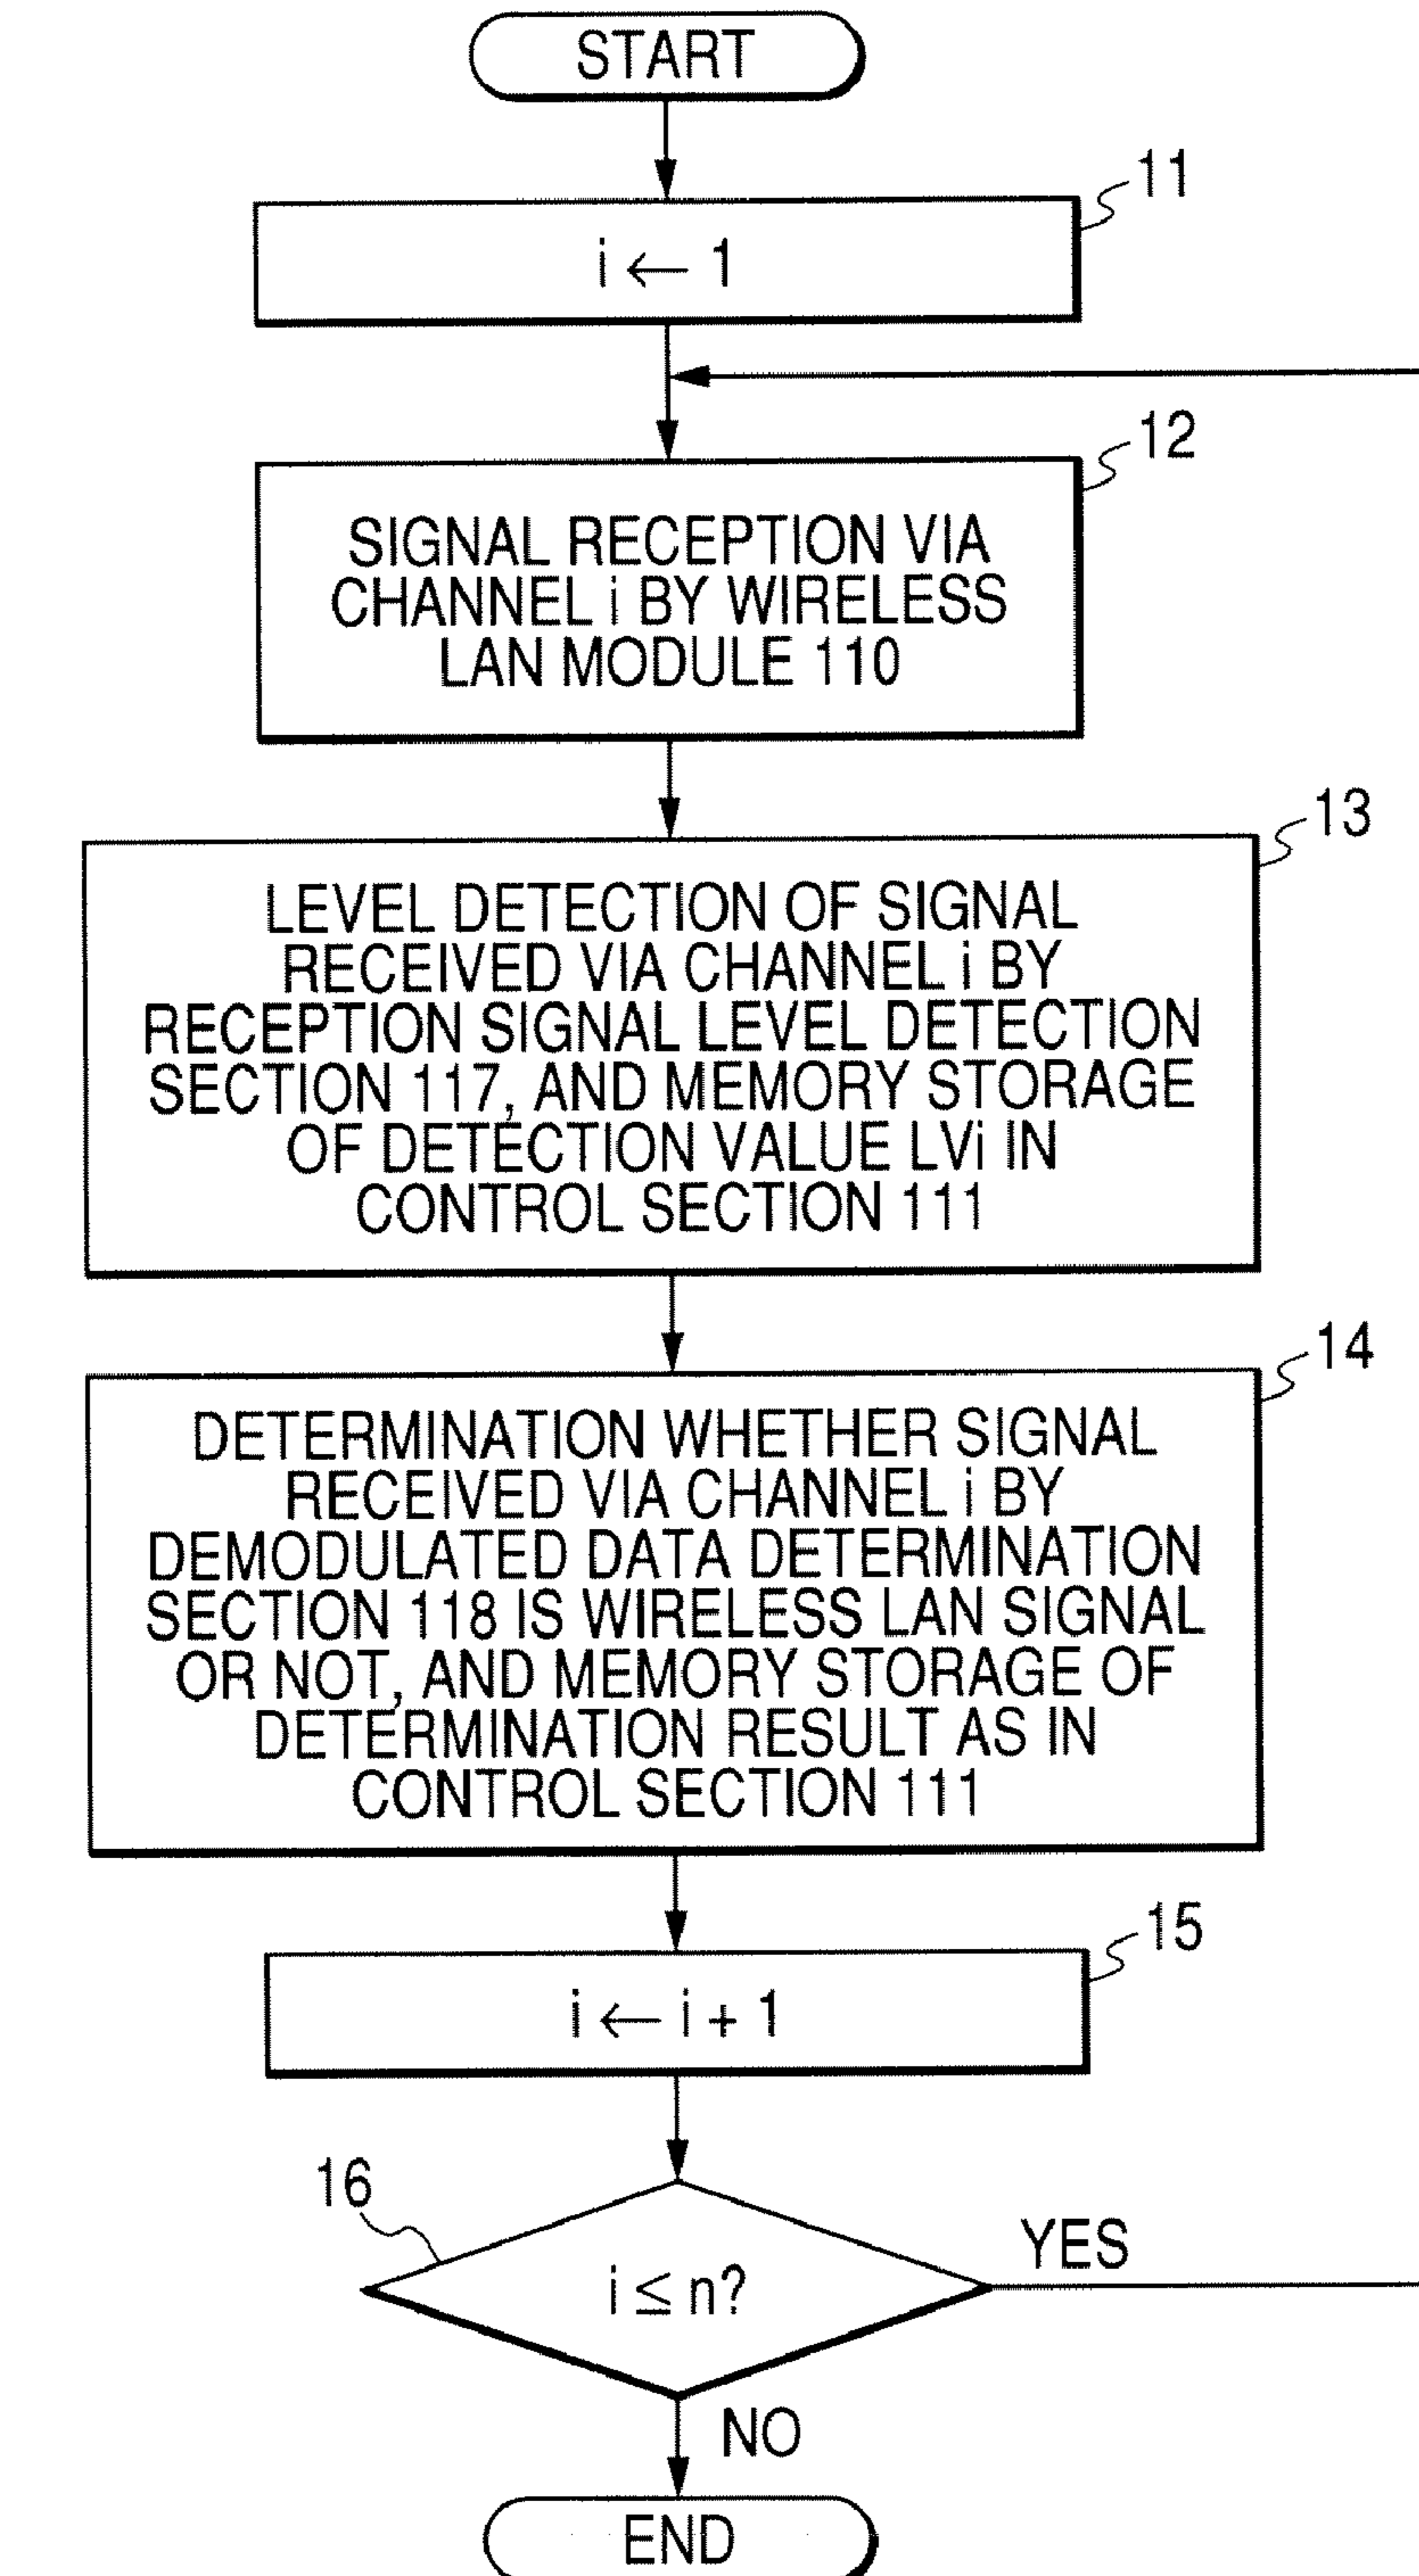 START
11
i ← 1
12
SIGNAL RECEPTION VIA
CHANNEL i BY WIRELESS
LAN MODULE 110
13
LEVEL DETECTION OF SIGNAL
RECEIVED VIA CHANNEL i BY
RECEPTION SIGNAL LEVEL DETECTION
SECTION 117, AND MEMORY STORAGE
OF DETECTION VALUE LVi IN
CONTROL SECTION 111
14
DETERMINATION WHETHER SIGNAL
RECEIVED VIA CHANNEL i BY
DEMODULATED DATA DETERMINATION
SECTION 118 IS WIRELESS LAN SIGNAL
OR NOT, AND MEMORY STORAGE OF
DETERMINATION RESULT AS IN
CONTROL SECTION 111
15
i ← i + 1
16
i ≤ n?
YES
NO
END